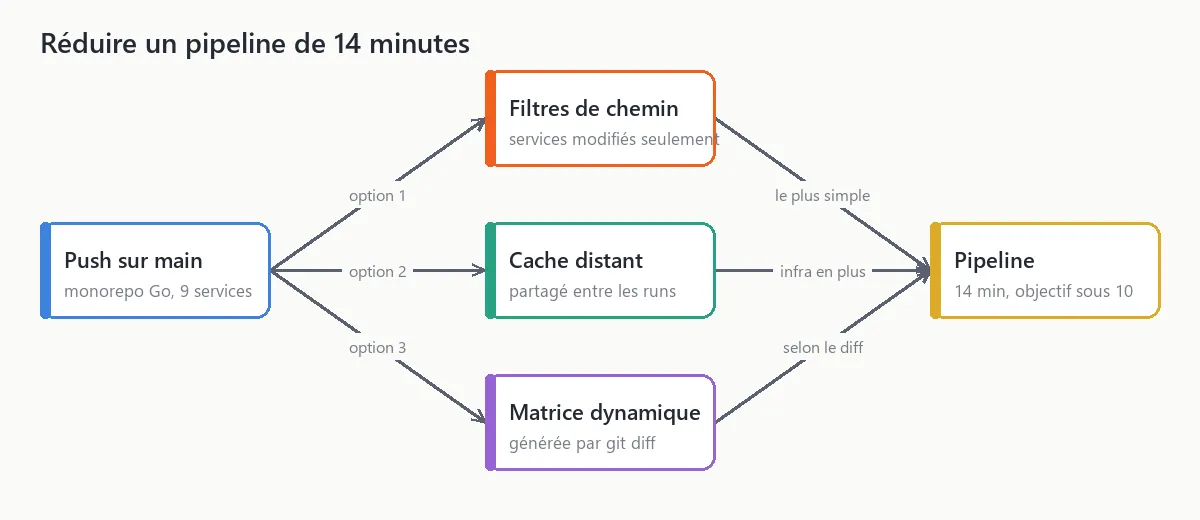 Réduire un pipeline de 14 minutes
Filtres de chemin
services modifiés seulement
option 1
le plus simple
Push sur main
monorepo Go, 9 services
option 2
Cache distant
partagé entre les runs
infra en plus
Pipeline
14 min, objectif sous 10
option 3
selon le diff
Matrice dynamique
générée par git diff